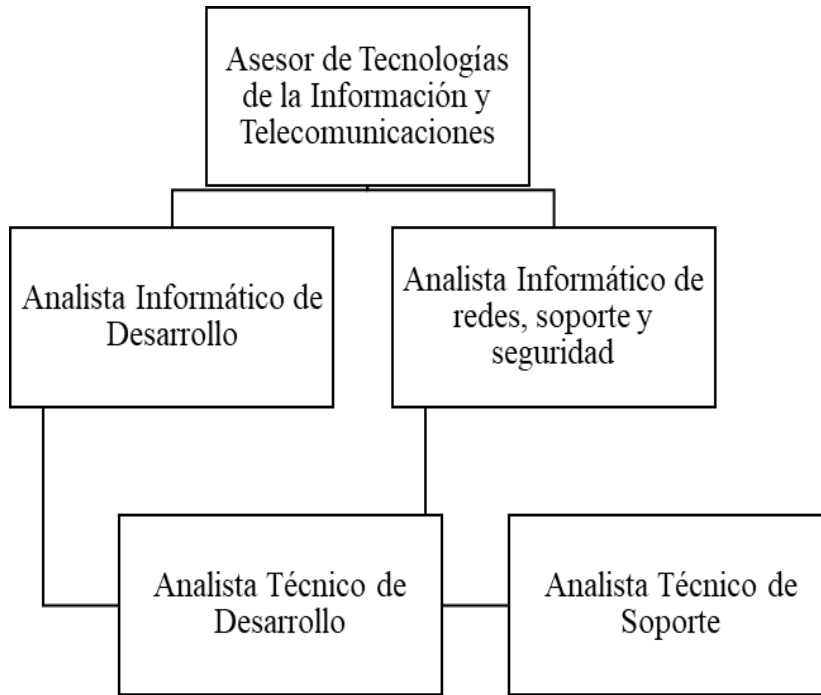 Asesor de Tecnologías
de la Información y
Telecomunicaciones
Analista Informático de
Desarrollo
Analista Informático de
redes, soporte y
seguridad
Analista Técnico de
Desarrollo
Analista Técnico de
Soporte